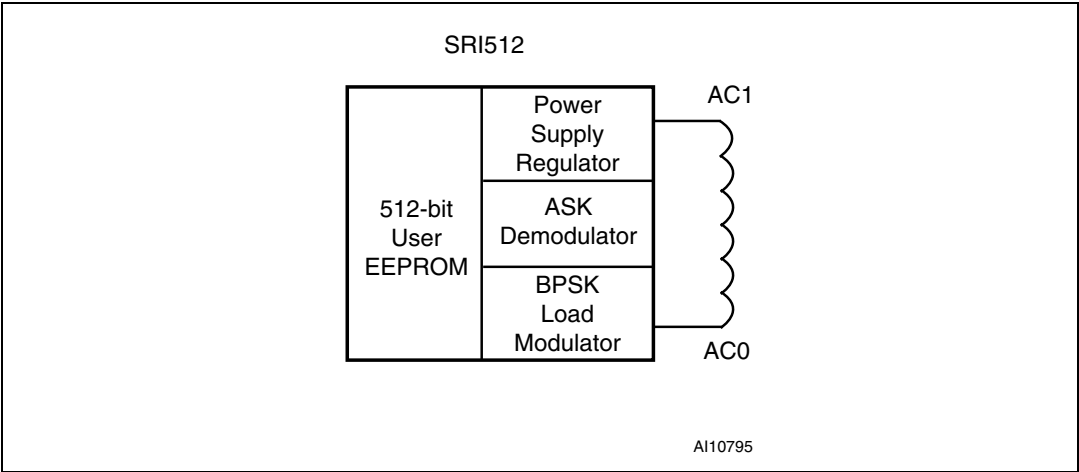 SRI512
512-bit
User
EEPROM
Power
Supply
Regulator
ASK
Demodulator
BPSK
Load
Modulator
AC1
AC0
AI10795